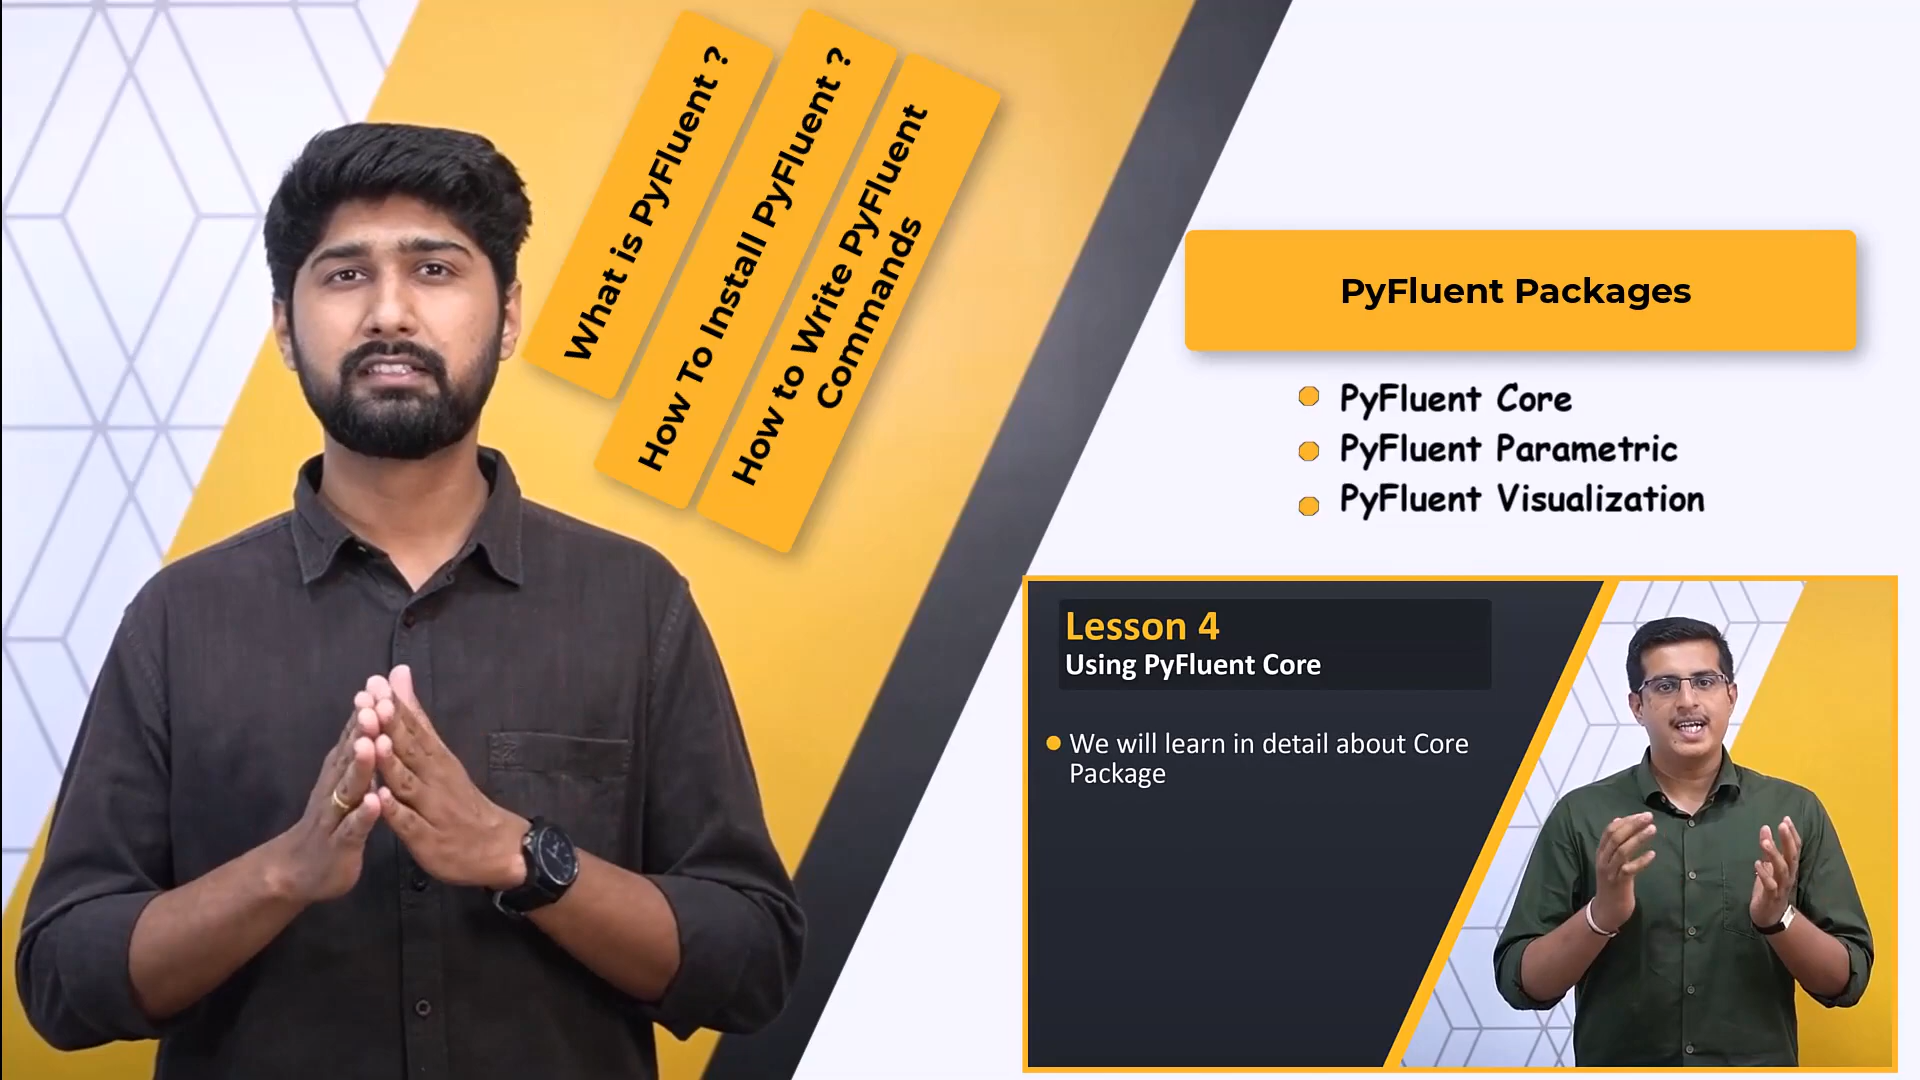 What is PyFluent ?
How To Install PyFluent ?
How to Write PyFluent
Commands
PyFluent Packages
PyFluent Core
PyFluent Parametric
PyFluent Visualization
Lesson 4
Using PyFluent Core
We will learn in detail about Core
Package